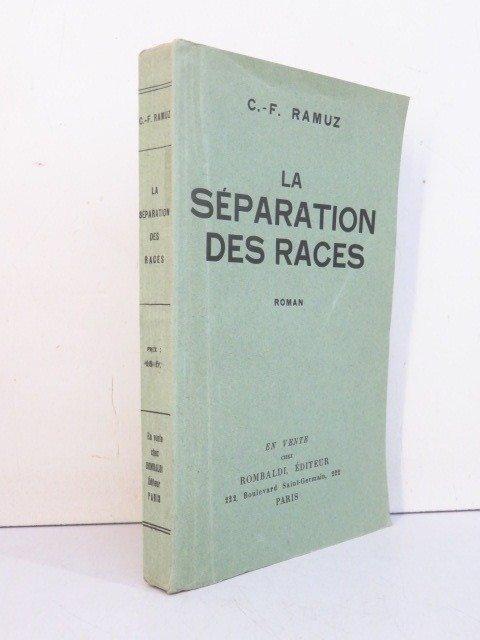 C.-F. RAMUZ
LA
SÉPARATION
DES
RACES
PRIX :
En vente
chez
ROMBALDI
Éditeur
PARIS
C.-F. RAMUZ
LA
SÉPARATION
DES RACES
ROMAN
EN VENTE
CHEZ
ROMBALDI, ÉDITEUR
222, Boulevard Saint-Germain, 222
PARIS